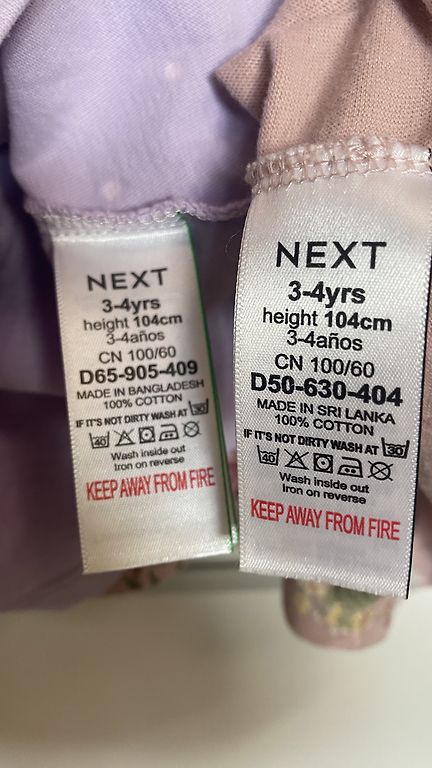 NEXT
3-4yrs
height 104cm
3-4años
CN 100/60
D65-905-409
MADE IN BANGLADESH
100% COTTON
IF IT'S NOT DIRTY WASH AT 30
40
Wash inside out
Iron on reverse
KEEP AWAY FROM FIRE
NEXT
3-4yrs
height 104cm
3-4años
CN 100/60
D50-630-404
MADE IN SRI LANKA
100% COTTON
IF IT'S NOT DIRTY WASH AT 30
40
Wash inside out
Iron on reverse
KEEP AWAY FROM FIRE